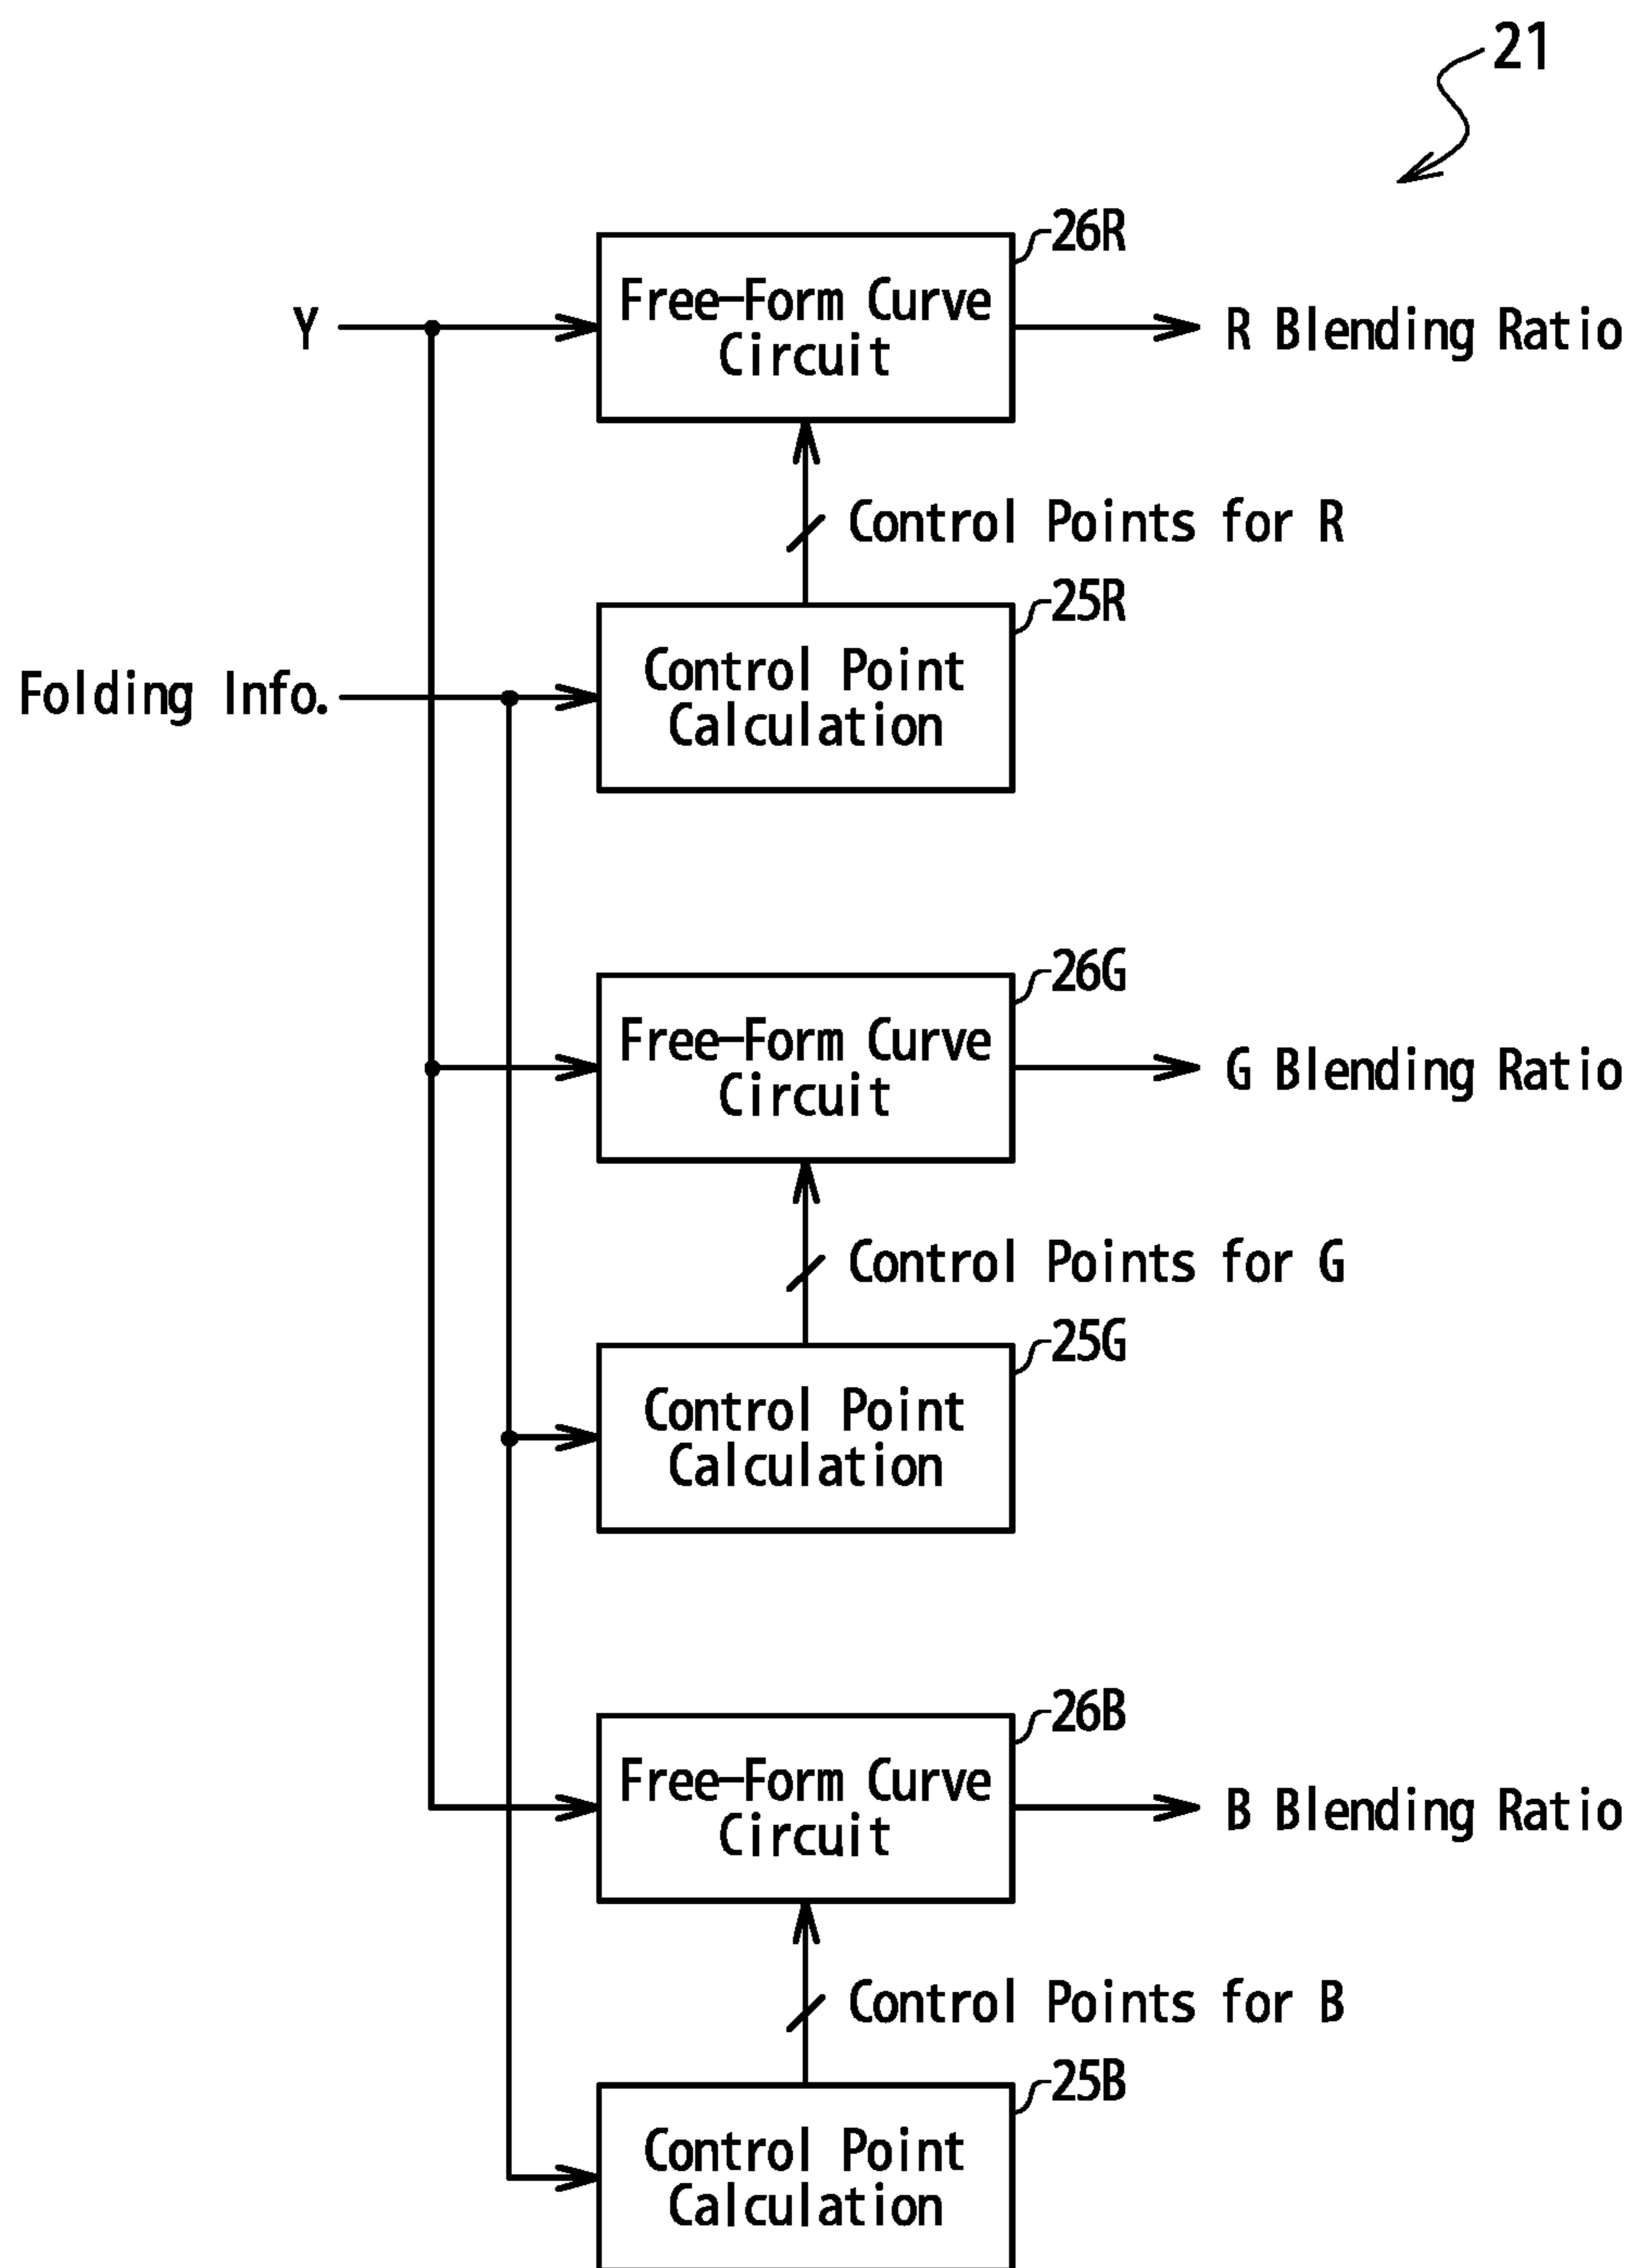 21
26R
Free-Form Curve
Circuit
Y
R Blending Ratio
Control Points for R
25R
Control Point
Calculation
Folding Info.
26G
Free-Form Curve
Circuit
G Blending Ratio
Control Points for G
25G
Control Point
Calculation
26B
Free-Form Curve
Circuit
B Blending Ratio
Control Points for B
25B
Control Point
Calculation